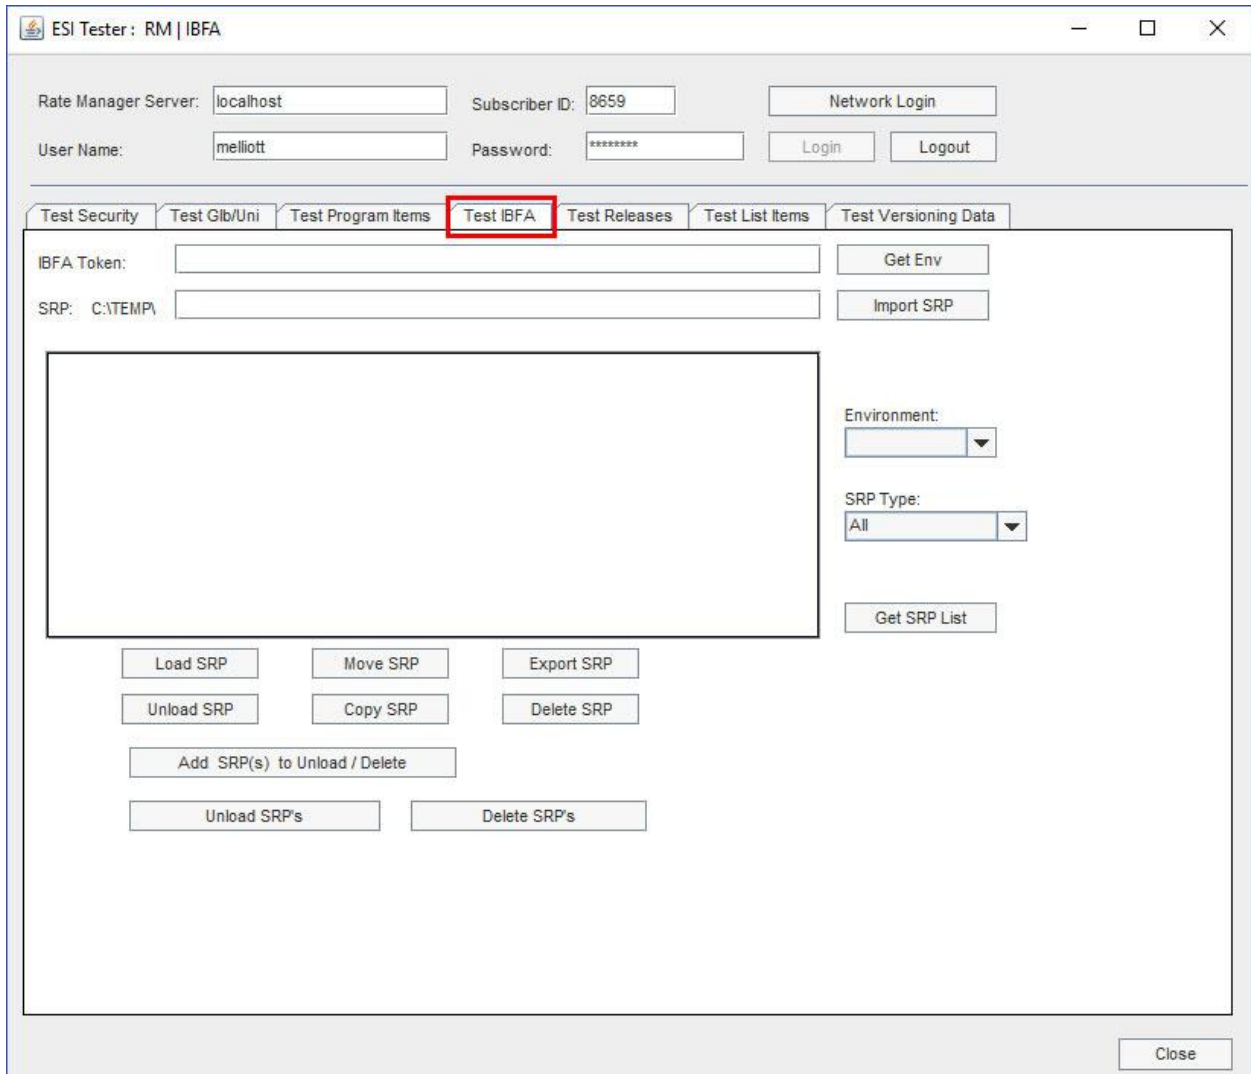 ESI Tester : RM | IBFA
Rate Manager Server: localhost Subscriber ID: 8659 Network Login
User Name: melliott Password: ******** Login Logout
Test Security Test Glb/Uni Test Program Items Test IBFA Test Releases Test List Items Test Versioning Data
IBFA Token: Get Env
SRP: C:\TEMP\ Import SRP
Environment:
SRP Type:
All
Get SRP List
Load SRP Move SRP Export SRP
Unload SRP Copy SRP Delete SRP
Add SRP(s) to Unload / Delete
Unload SRP's Delete SRP's
Close